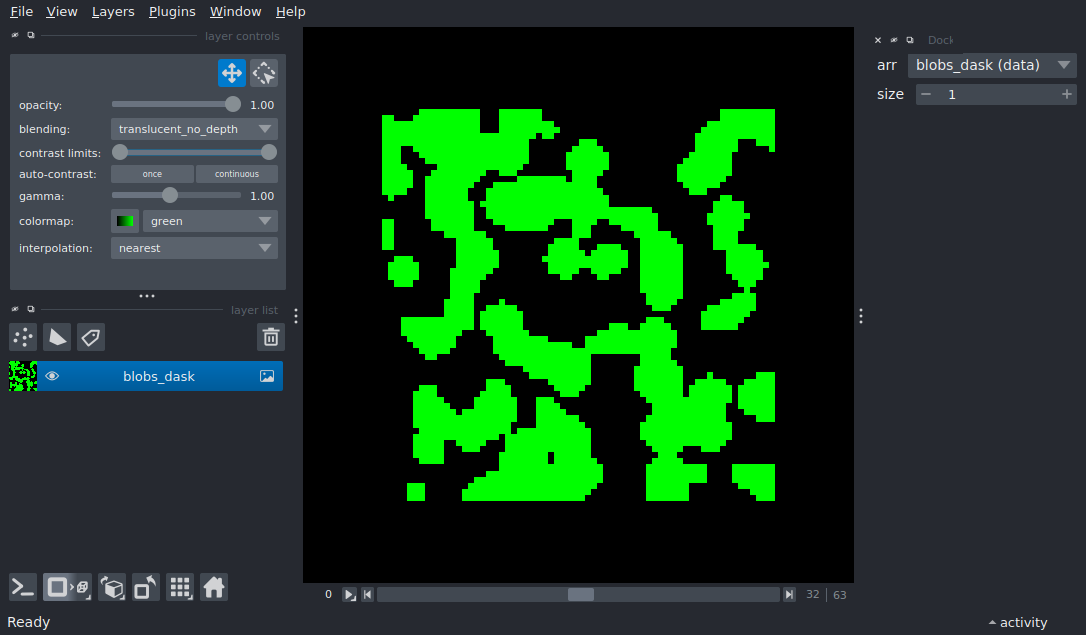 File View Layers Plugins Window Help
layer controls
opacity: 1.00
blending: translucent_no_depth
contrast limits:
auto-contrast: once continuous
gamma: 1.00
colormap: green
interpolation: nearest
layer list
blobs_dask
Dock
arr blobs_dask (data)
size 1
0 32 63
Ready
activity